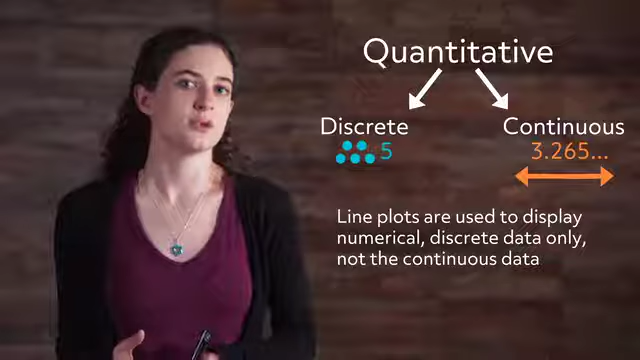 Quantitative
Discrete
Continuous
5
3.265...
Line plots are used to display
numerical, discrete data only,
not the continuous data